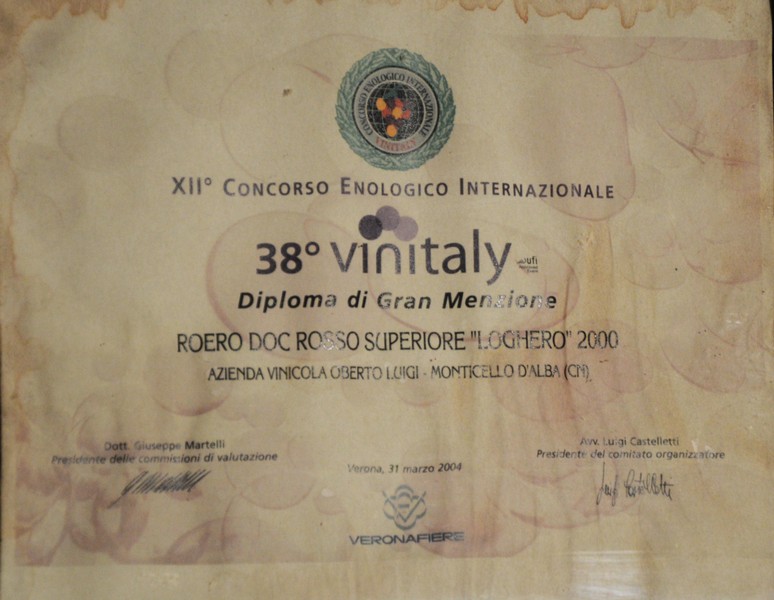 CONCORSO ENOLOGICO INTERNAZIONALE
VINITALY
XII° CONCORSO ENOLOGICO INTERNAZIONALE
38° vinitaly
ufi
Diploma di Gran Menzione
ROERO DOC ROSSO SUPERIORE "LOGHERO" 2000
AZIENDA VINICOLA OBERTO LUIGI - MONTICELLO D'ALBA (CN)
Dott. Giuseppe Martelli
Presidente delle commissioni di valutazione
Avv. Luigi Castelletti
Presidente del comitato organizzatore
Verona, 31 marzo 2004
VERONAFIERE